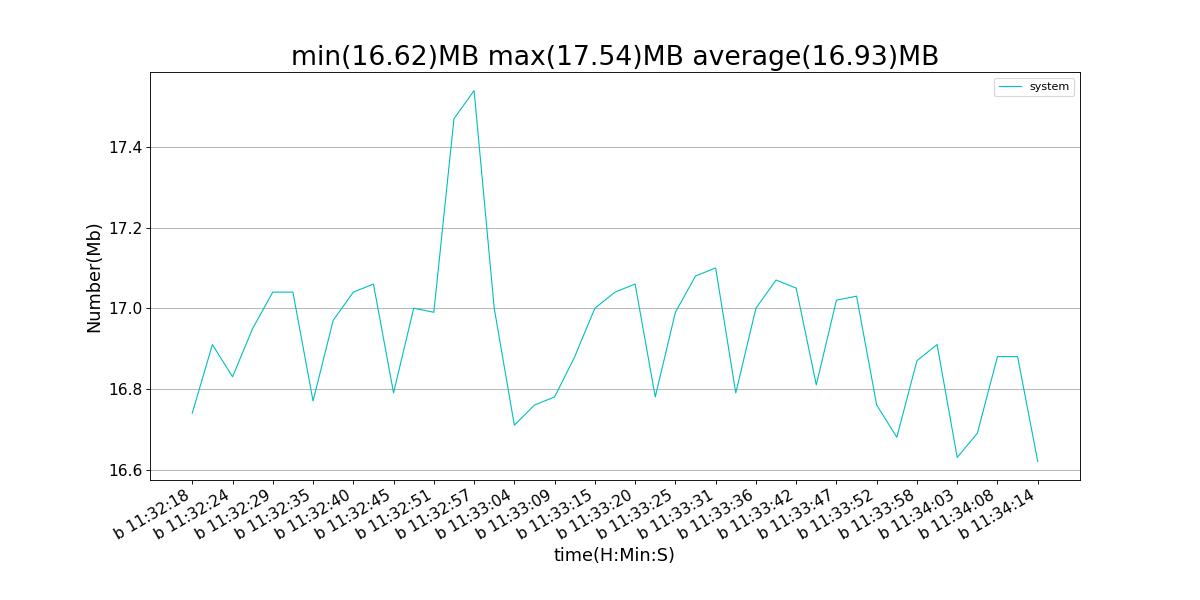 min(16.62)MB max(17.54)MB average(16.93)MB
system
17.4
17.2
17.0
16.8
16.6
Number(Mb)
b 11:32:18
b 11:32:24
b 11:32:29
b 11:32:35
b 11:32:40
b 11:32:45
b 11:32:51
b 11:32:57
b 11:33:04
b 11:33:09
b 11:33:15
b 11:33:20
b 11:33:25
b 11:33:31
b 11:33:36
b 11:33:42
b 11:33:47
b 11:33:52
b 11:33:58
b 11:34:03
b 11:34:08
b 11:34:14
time(H:Min:S)